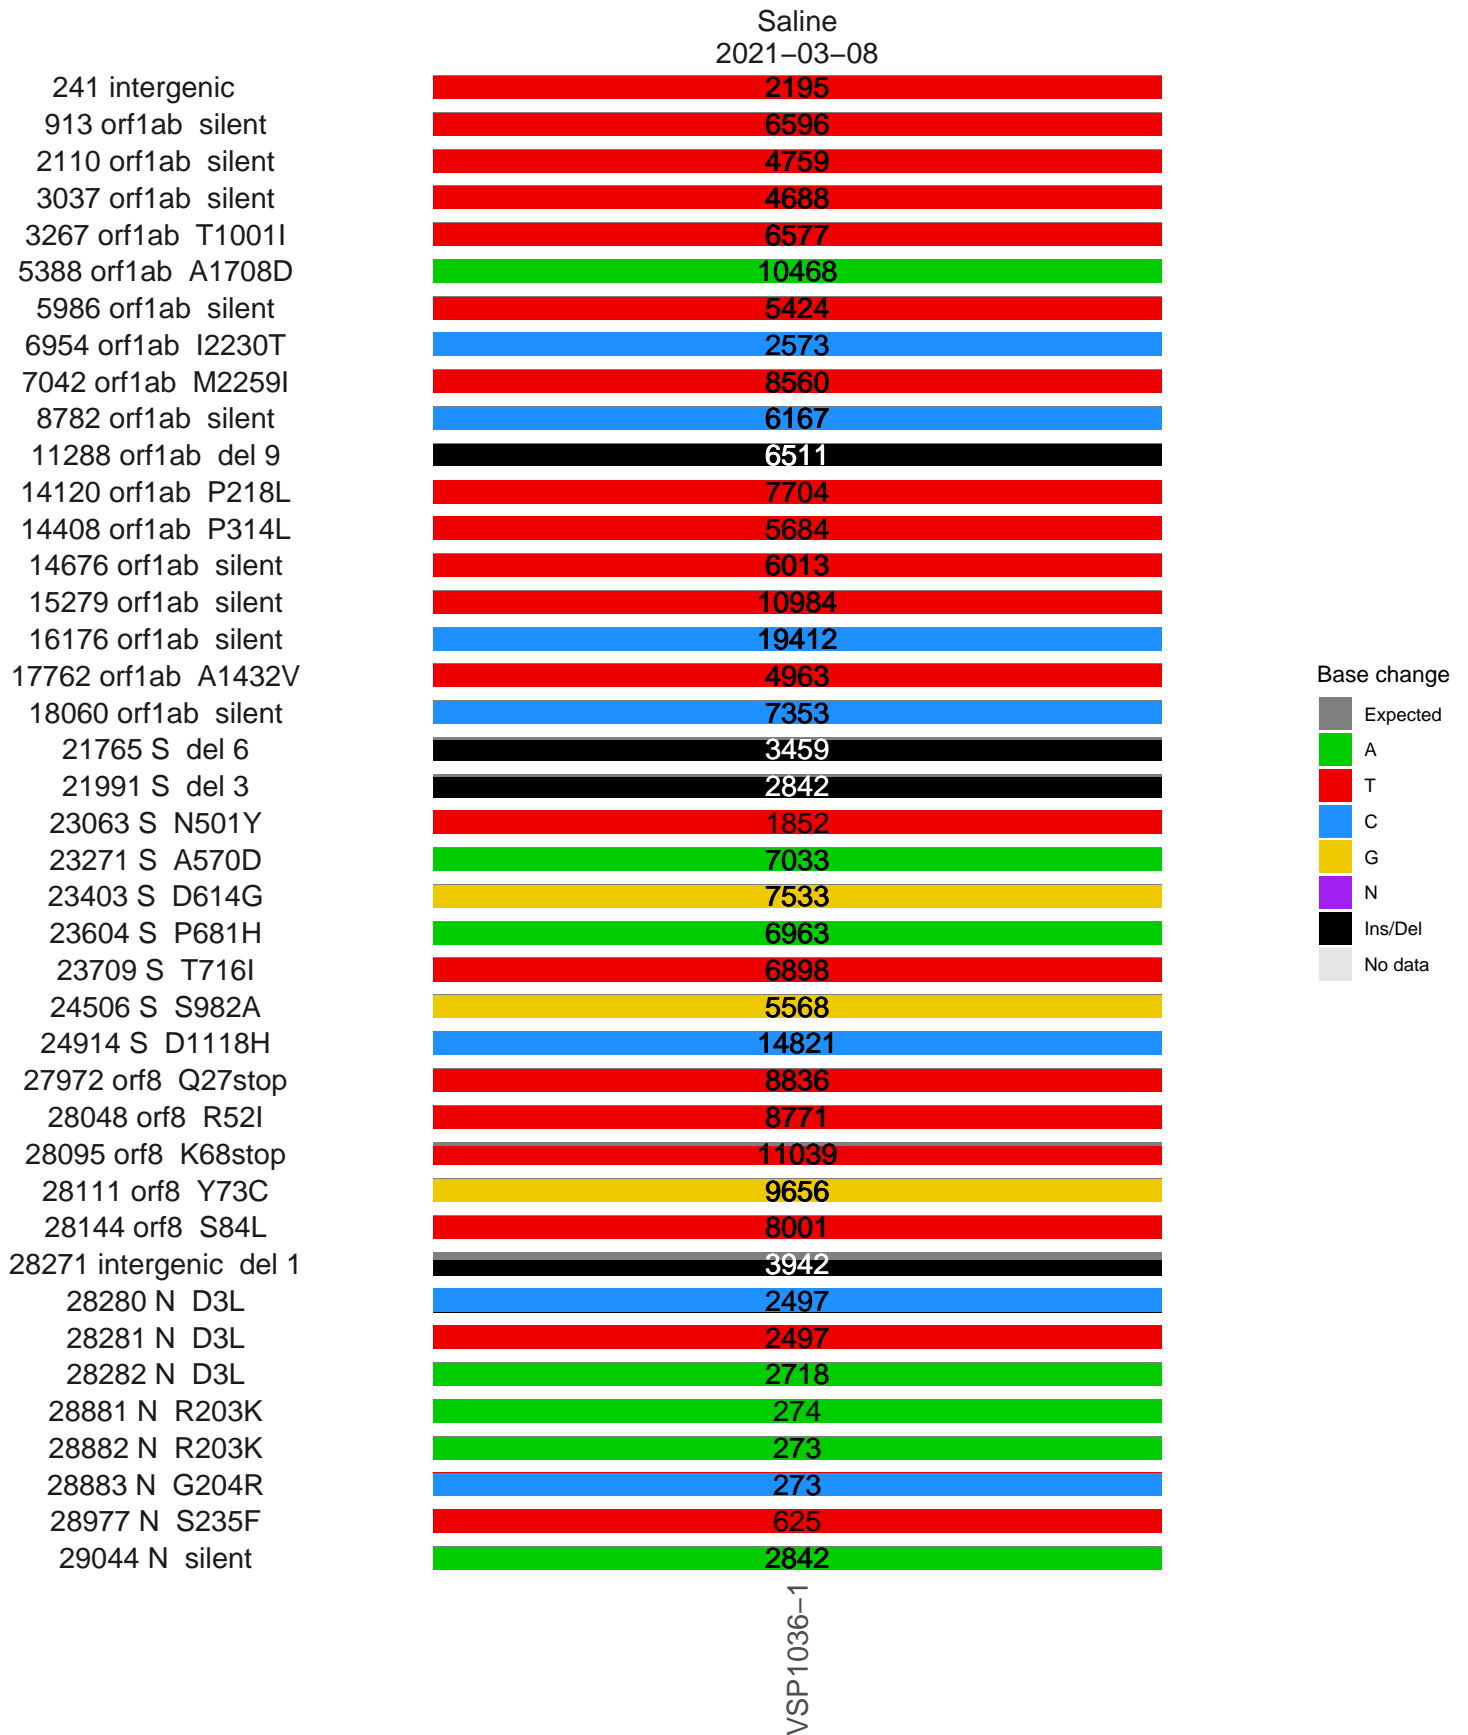 Saline
2021−03−08
241 intergenic 2195
913 orf1ab silent 6596
2110 orf1ab silent 4759
3037 orf1ab silent 4688
3267 orf1ab T1001I 6577
5388 orf1ab A1708D 10468
5986 orf1ab silent 5424
6954 orf1ab I2230T 2573
7042 orf1ab M2259I 8560
8782 orf1ab silent 6167
11288 orf1ab del 9 6511
14120 orf1ab P218L 7704
14408 orf1ab P314L 5684
14676 orf1ab silent 6013
15279 orf1ab silent 10984
16176 orf1ab silent 19412
17762 orf1ab A1432V 4963
18060 orf1ab silent 7353
21765 S del 6 3459
21991 S del 3 2842
23063 S N501Y 1852
23271 S A570D 7033
23403 S D614G 7533
23604 S P681H 6963
23709 S T716I 6898
24506 S S982A 5568
24914 S D1118H 14821
27972 orf8 Q27stop 8836
28048 orf8 R52I 8771
28095 orf8 K68stop 11039
28111 orf8 Y73C 9656
28144 orf8 S84L 8001
28271 intergenic del 1 3942
28280 N D3L 2497
28281 N D3L 2497
28282 N D3L 2718
28881 N R203K 274
28882 N R203K 273
28883 N G204R 273
28977 N S235F 625
29044 N silent 2842
VSP1036−1
Base change
Expected
A
T
C
G
N
Ins/Del
No data